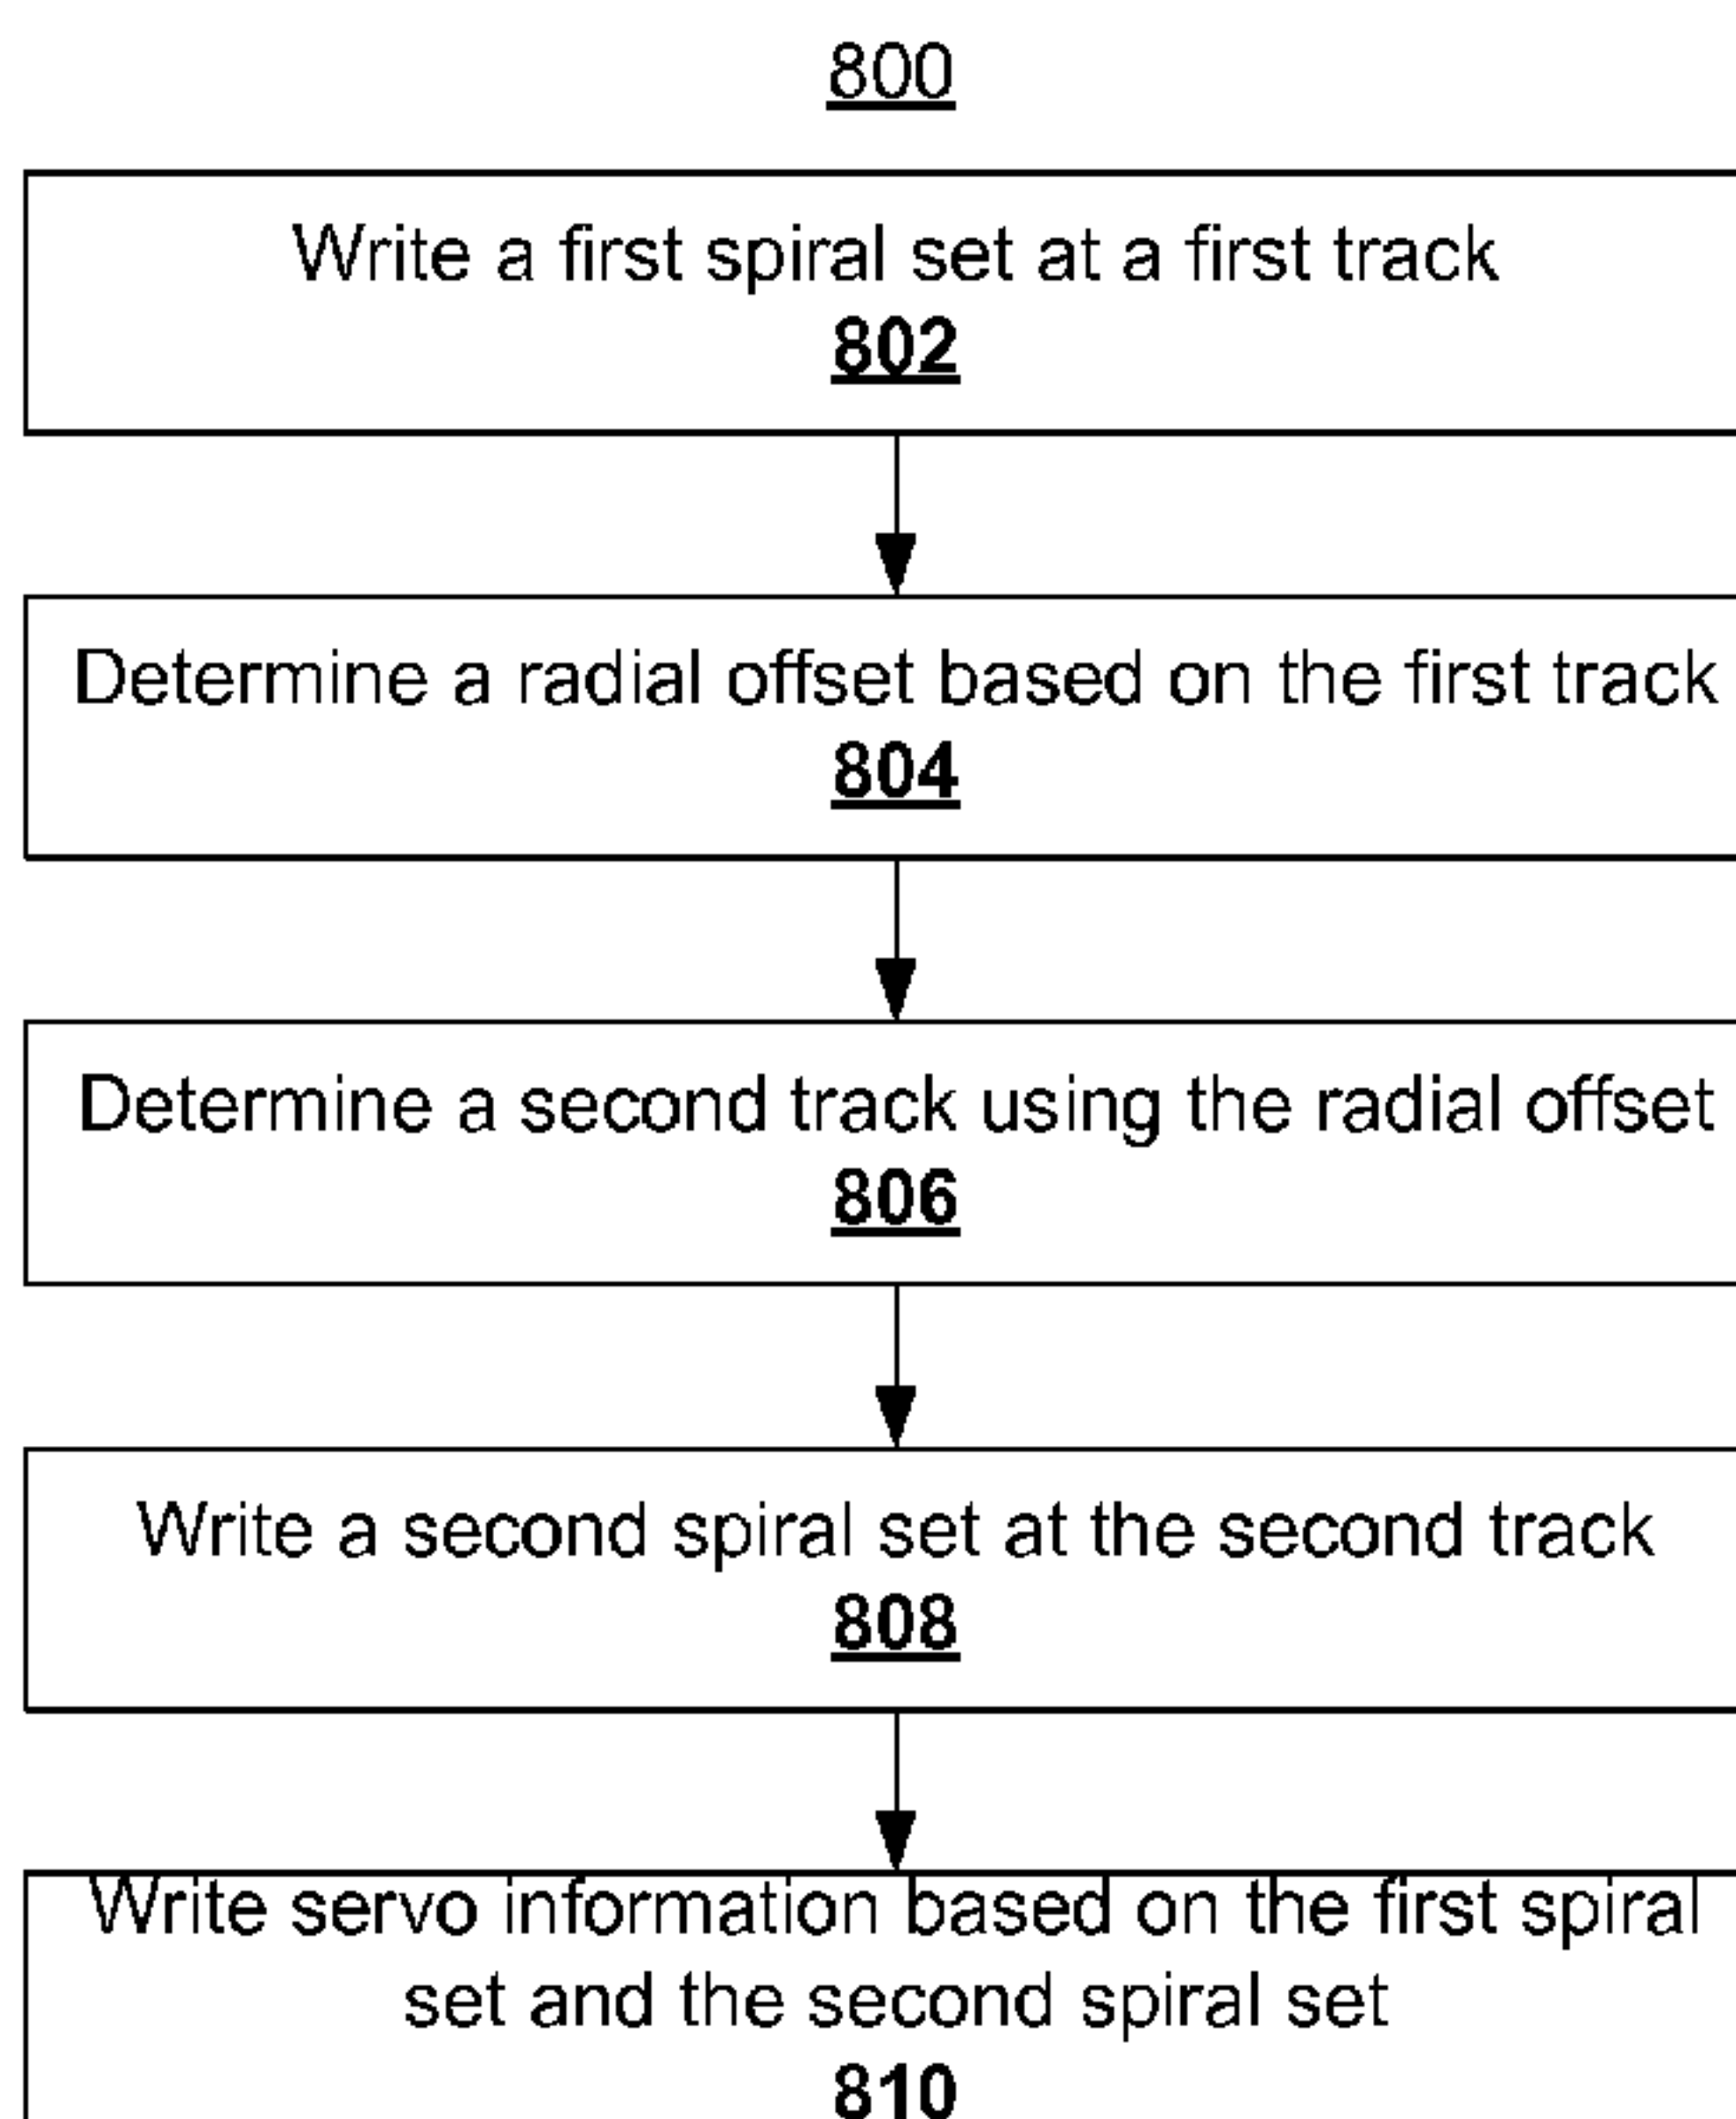 800
Write a first spiral set at a first track
802
Determine a radial offset based on the first track
804
Determine a second track using the radial offset
806
Write a second spiral set at the second track
808
Write servo information based on the first spiral
set and the second spiral set
810